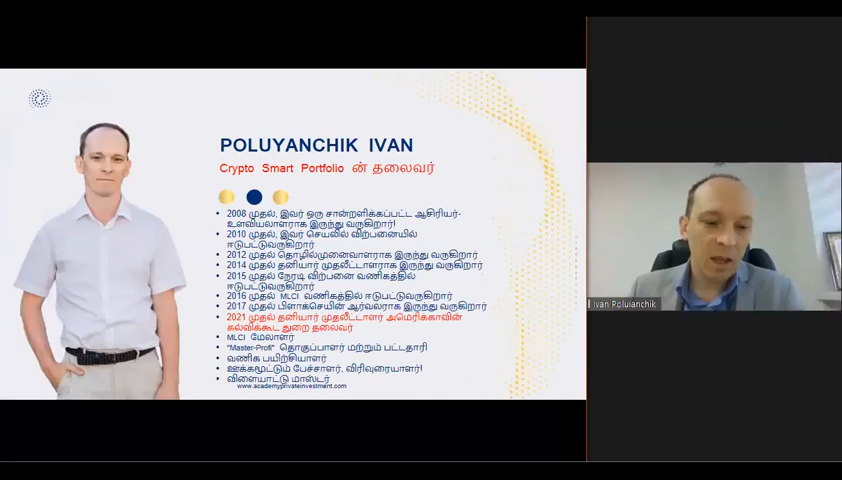 POLUYANCHIK IVAN
Crypto Smart Portfolio ன் தலைவர்
• 2008 முதல், இவர் ஒரு சான்றளிக்கப்பட்ட ஆசிரியர்-
உளவியலாளராக இருந்து வருகிறார்!
• 2010 முதல், இவர் செயலில் விற்பனையில்
ஈடுபட்டுவருகிறார்
• 2012 முதல் தொழில்முனைவாளராக இருந்து வருகிறார்
• 2014 முதல் தனியார் முதலீட்டாளராக இருந்து வருகிறார்
• 2015 முதல் நேரடி விற்பனை வணிகத்தில்
ஈடுபட்டுவருகிறார்
• 2016 முதல் MLCI வணிகத்தில் ஈடுபட்டுவருகிறார்
• 2017 முதல் பிளாக்செயின் ஆர்வலராக இருந்து வருகிறார்
• 2021 முதல் தனியார் முதலீட்டாளர் அமெரிக்காவின்
கல்விக்கூட துறை தலைவர்
• MLCI மேலாளர்
• "Master-Profi" தொகுப்பாளர் மற்றும் பட்டதாரி
• வணிக பயிற்சியாளர்
• ஊக்கமூட்டும் பேச்சாளர், விரிவுரையாளர்!
• விளையாட்டு மாஸ்டர்
www.academyprivateinvestment.com
Ivan Poluianchik